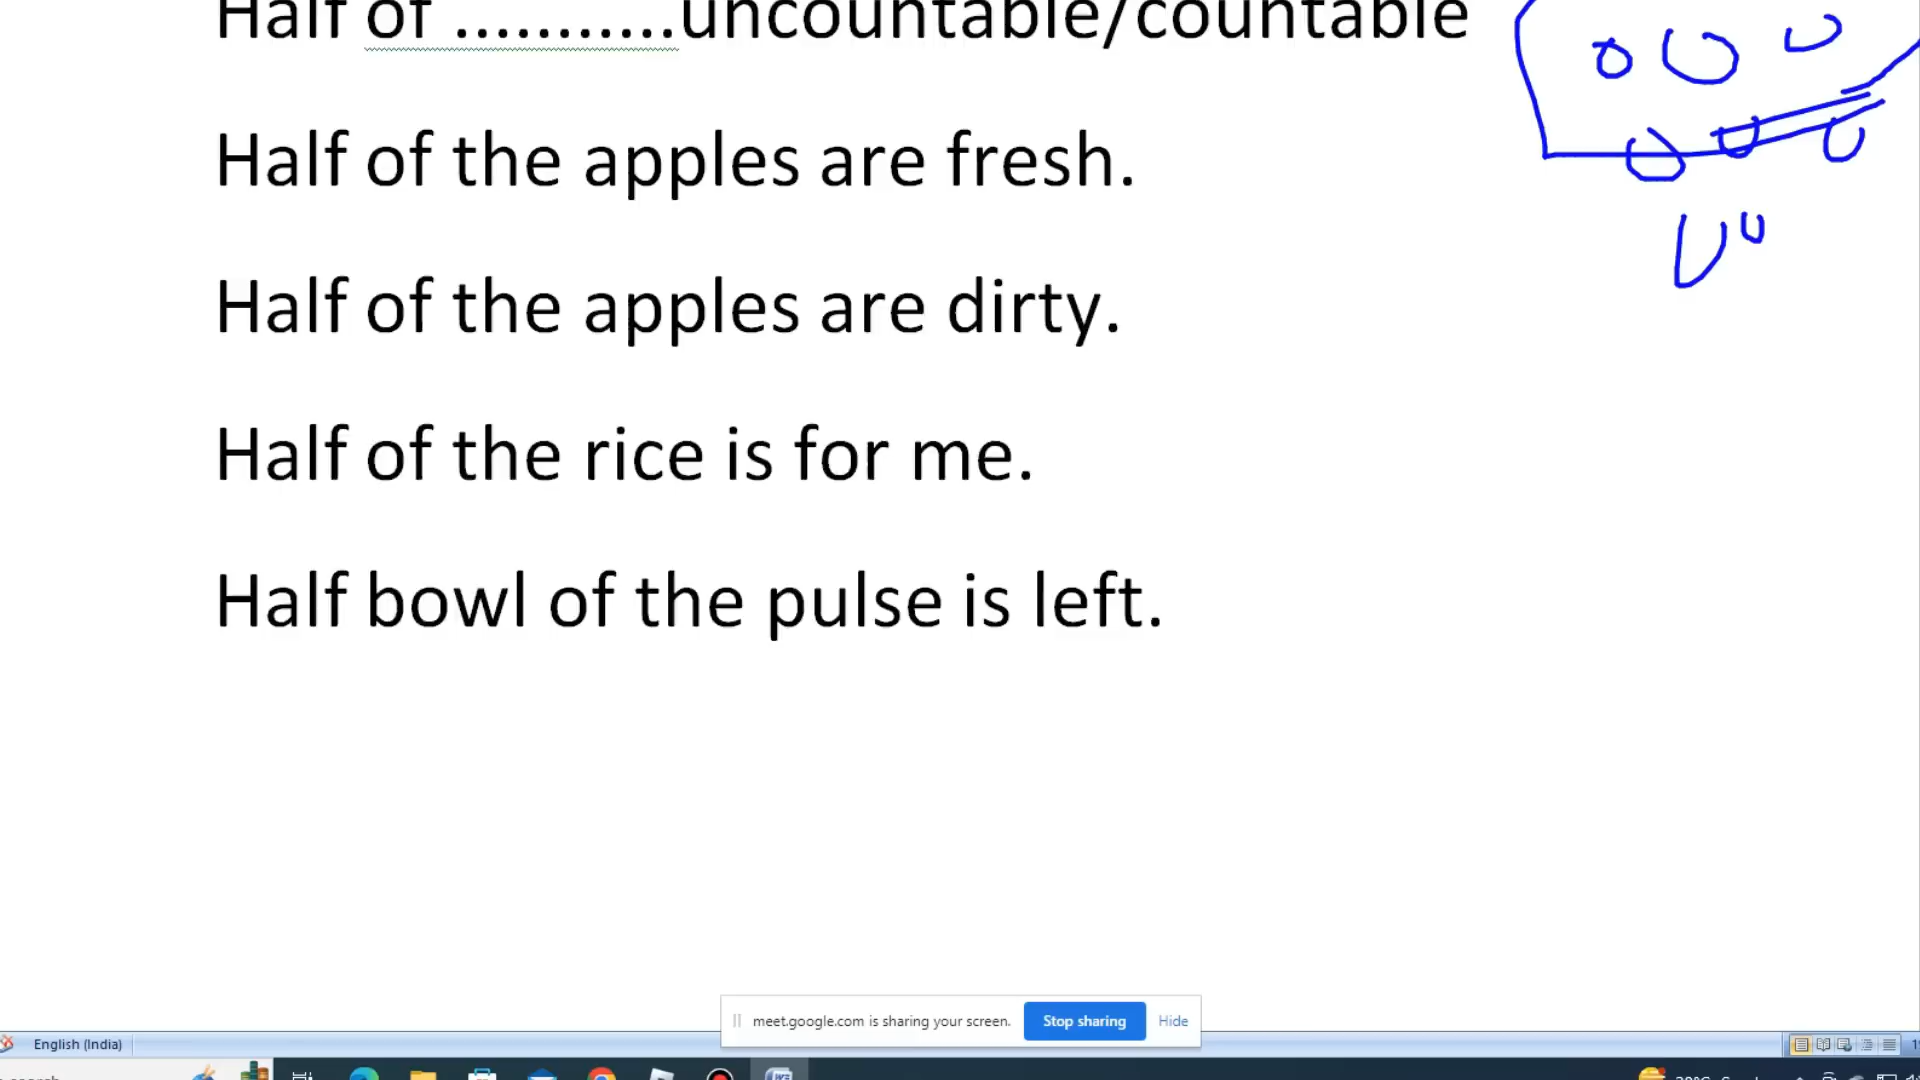 Half of ...........uncountable/countable
Half of the apples are fresh.
Half of the apples are dirty.
Half of the rice is for me.
Half bowl of the pulse is left.
meet.google.com is sharing your screen. Stop sharing Hide
English (India)